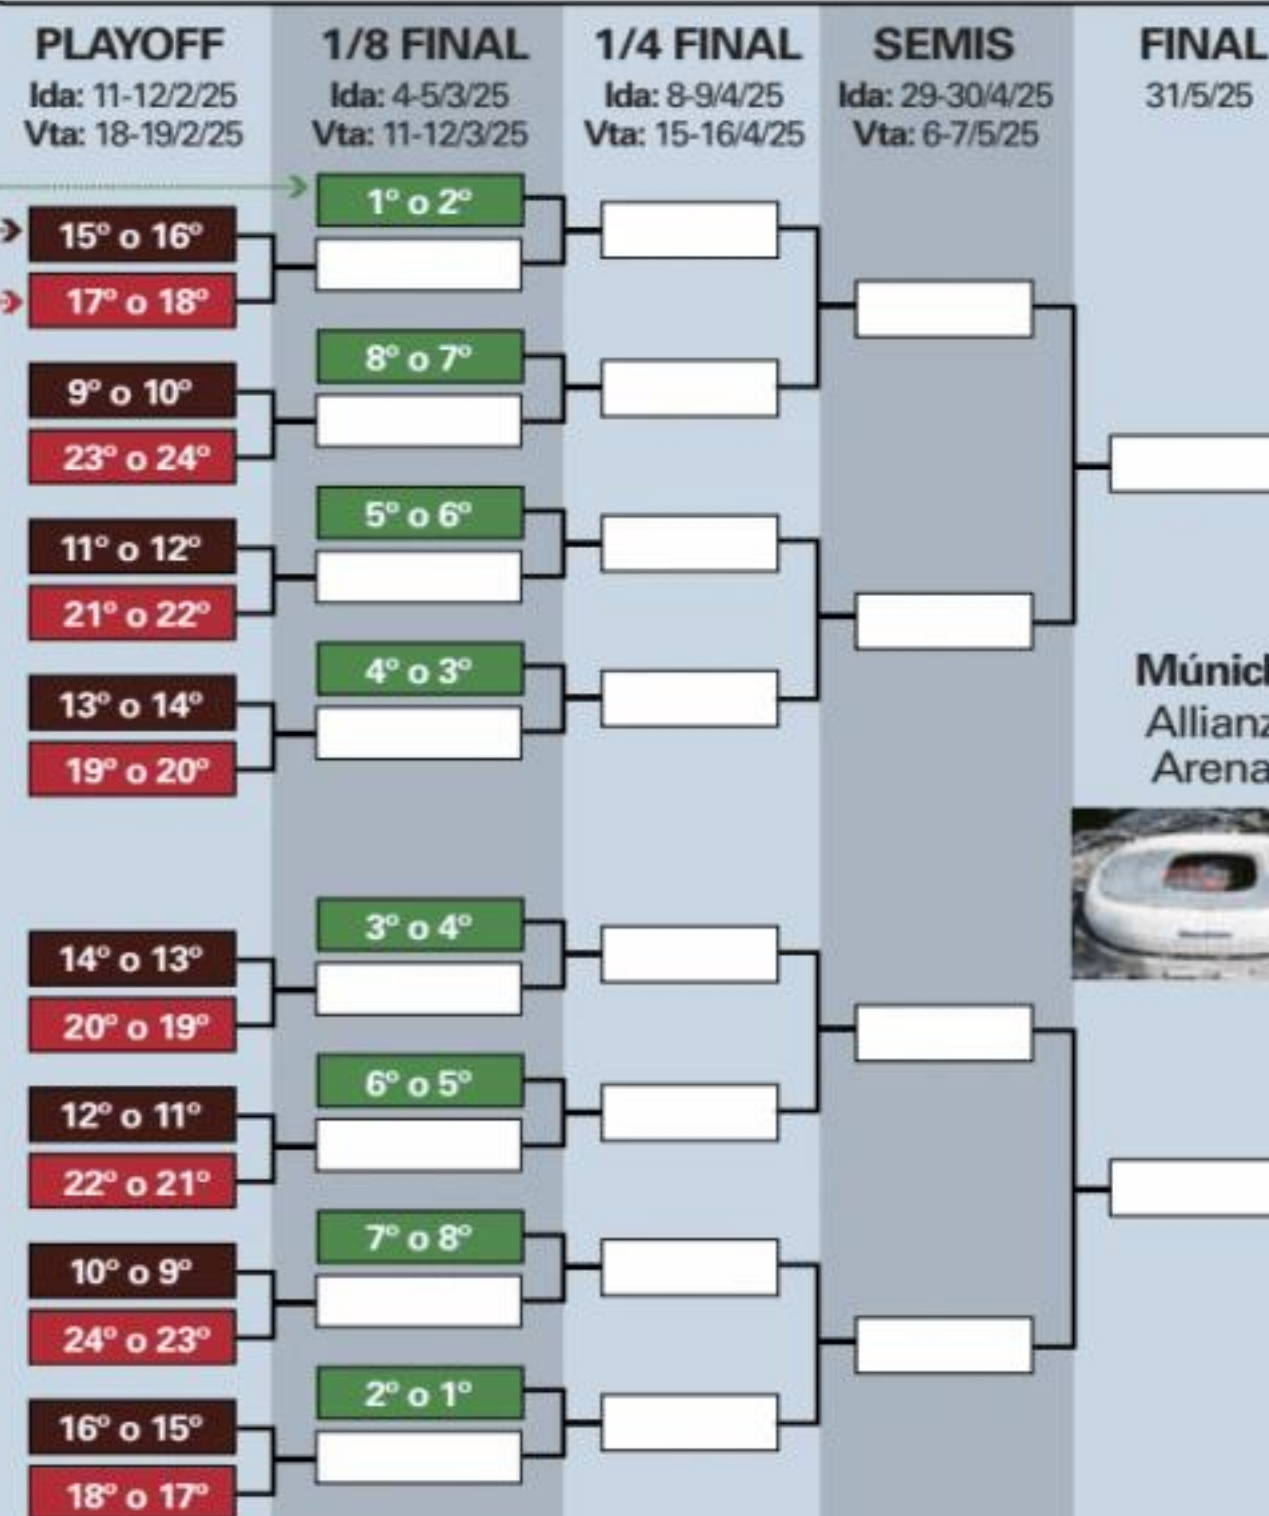 PLAYOFF
Ida: 11-12/2/25
Vta: 18-19/2/25
1/8 FINAL
Ida: 4-5/3/25
Vta: 11-12/3/25
1/4 FINAL
Ida: 8-9/4/25
Vta: 15-16/4/25
SEMIS
Ida: 29-30/4/25
Vta: 6-7/5/25
FINAL
31/5/25
15º o 16º
17º o 18º
9º o 10º
23º o 24º
11º o 12º
21º o 22º
13º o 14º
19º o 20º
14º o 13º
20º o 19º
12º o 11º
22º o 21º
10º o 9º
24º o 23º
16º o 15º
18º o 17º
1º o 2º
8º o 7º
5º o 6º
4º o 3º
3º o 4º
6º o 5º
7º o 8º
2º o 1º
Múnich
Allianz
Arena